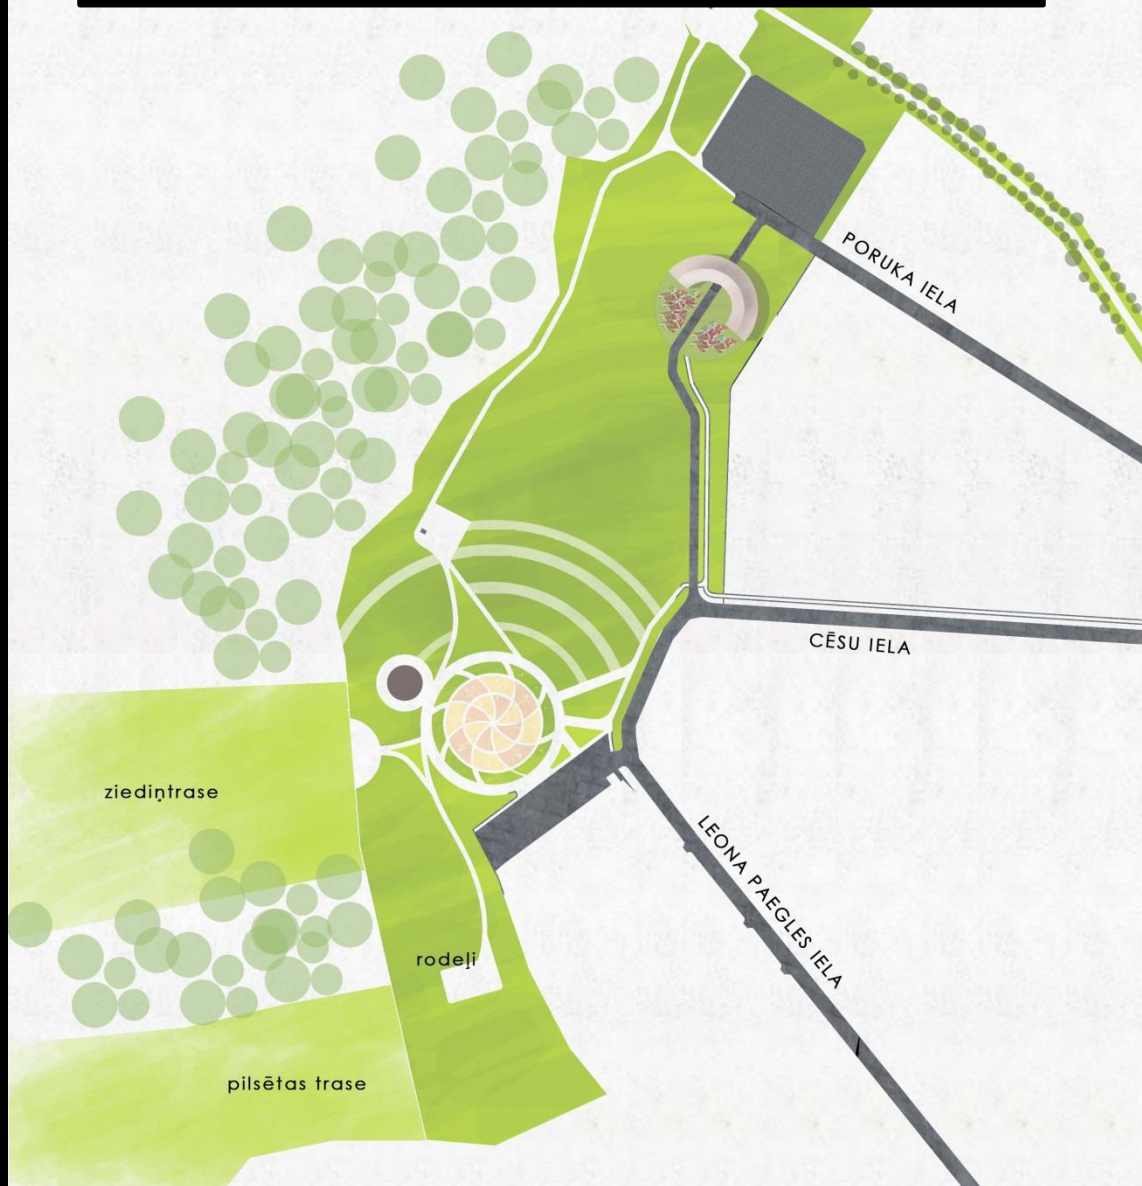 PORUKA IELA
CĒSU IELA
ziediņtrase
LEONA PAEGLES IELA
rodeļi
pilsētas trase